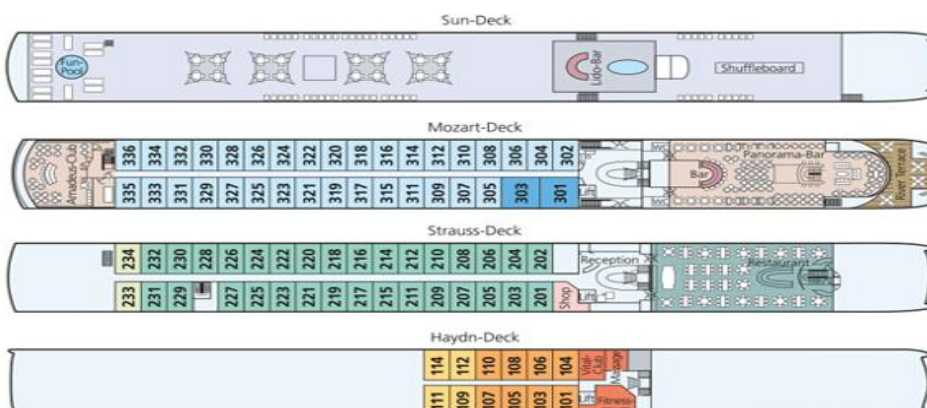 Sun-Deck
Fun-Pool
Lido-Bar
Shuffleboard
Mozart-Deck
Amadeus-Club
336 334 332 330 328 326 324 322 320 318 316 314 312 310 308 306 304 302
335 333 331 329 327 325 323 321 319 317 315 311 309 307 305 303 301
Lift
Bar
Panorama-Bar
River Terrace
Strauss-Deck
234 232 230 228 226 224 222 220 218 216 214 212 210 208 206 204 202
233 231 229 227 225 223 221 219 217 215 211 209 207 205 203 201
Shop
Lift
Reception
Restaurant
Haydn-Deck
114 112 110 108 106 104
111 109 107 105 103 101
Vital-Club
Massage
Lift
Fitness-